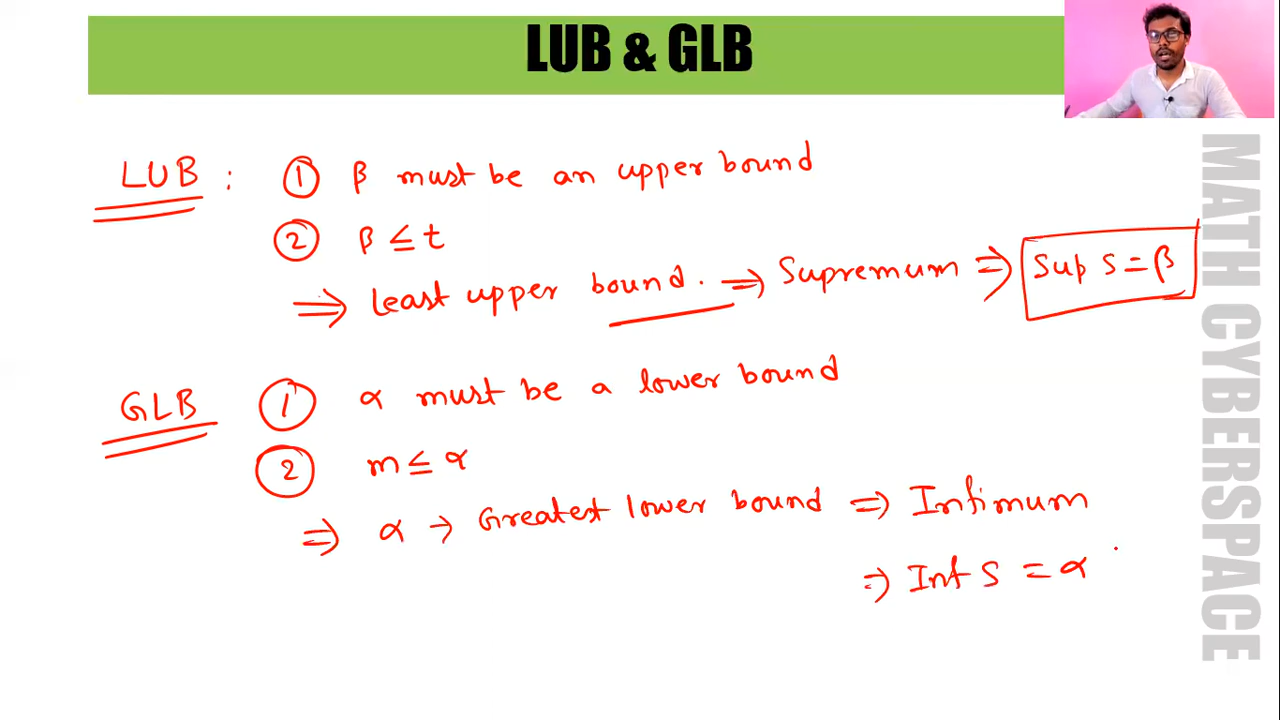 LUB & GLB
LUB : ① β must be an upper bound
② β ≤ t
⇒ Least upper bound. ⇒ Supremum ⇒ Sup S = β
GLB ① α must be a lower bound
② m ≤ α
⇒ α → Greatest lower bound ⇒ Infimum
⇒ Inf S = α
MATH CYBERSPACE